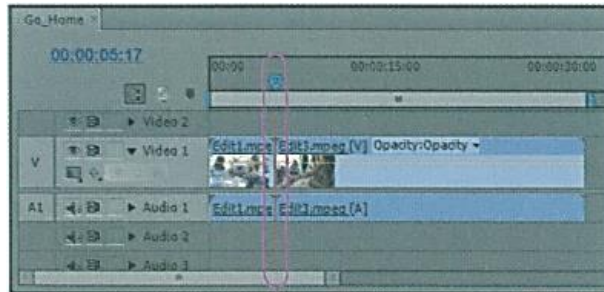 Go_Home ×
00:00:05:17
00:00 00:00:15:00 00:00:30:00
Video 2
V Video 1 Edit1.mpe Edit3.mpeg [V] Opacity:Opacity
A1 Audio 1 Edit1.mpe Edit3.mpeg [A]
Audio 2
Audio 3